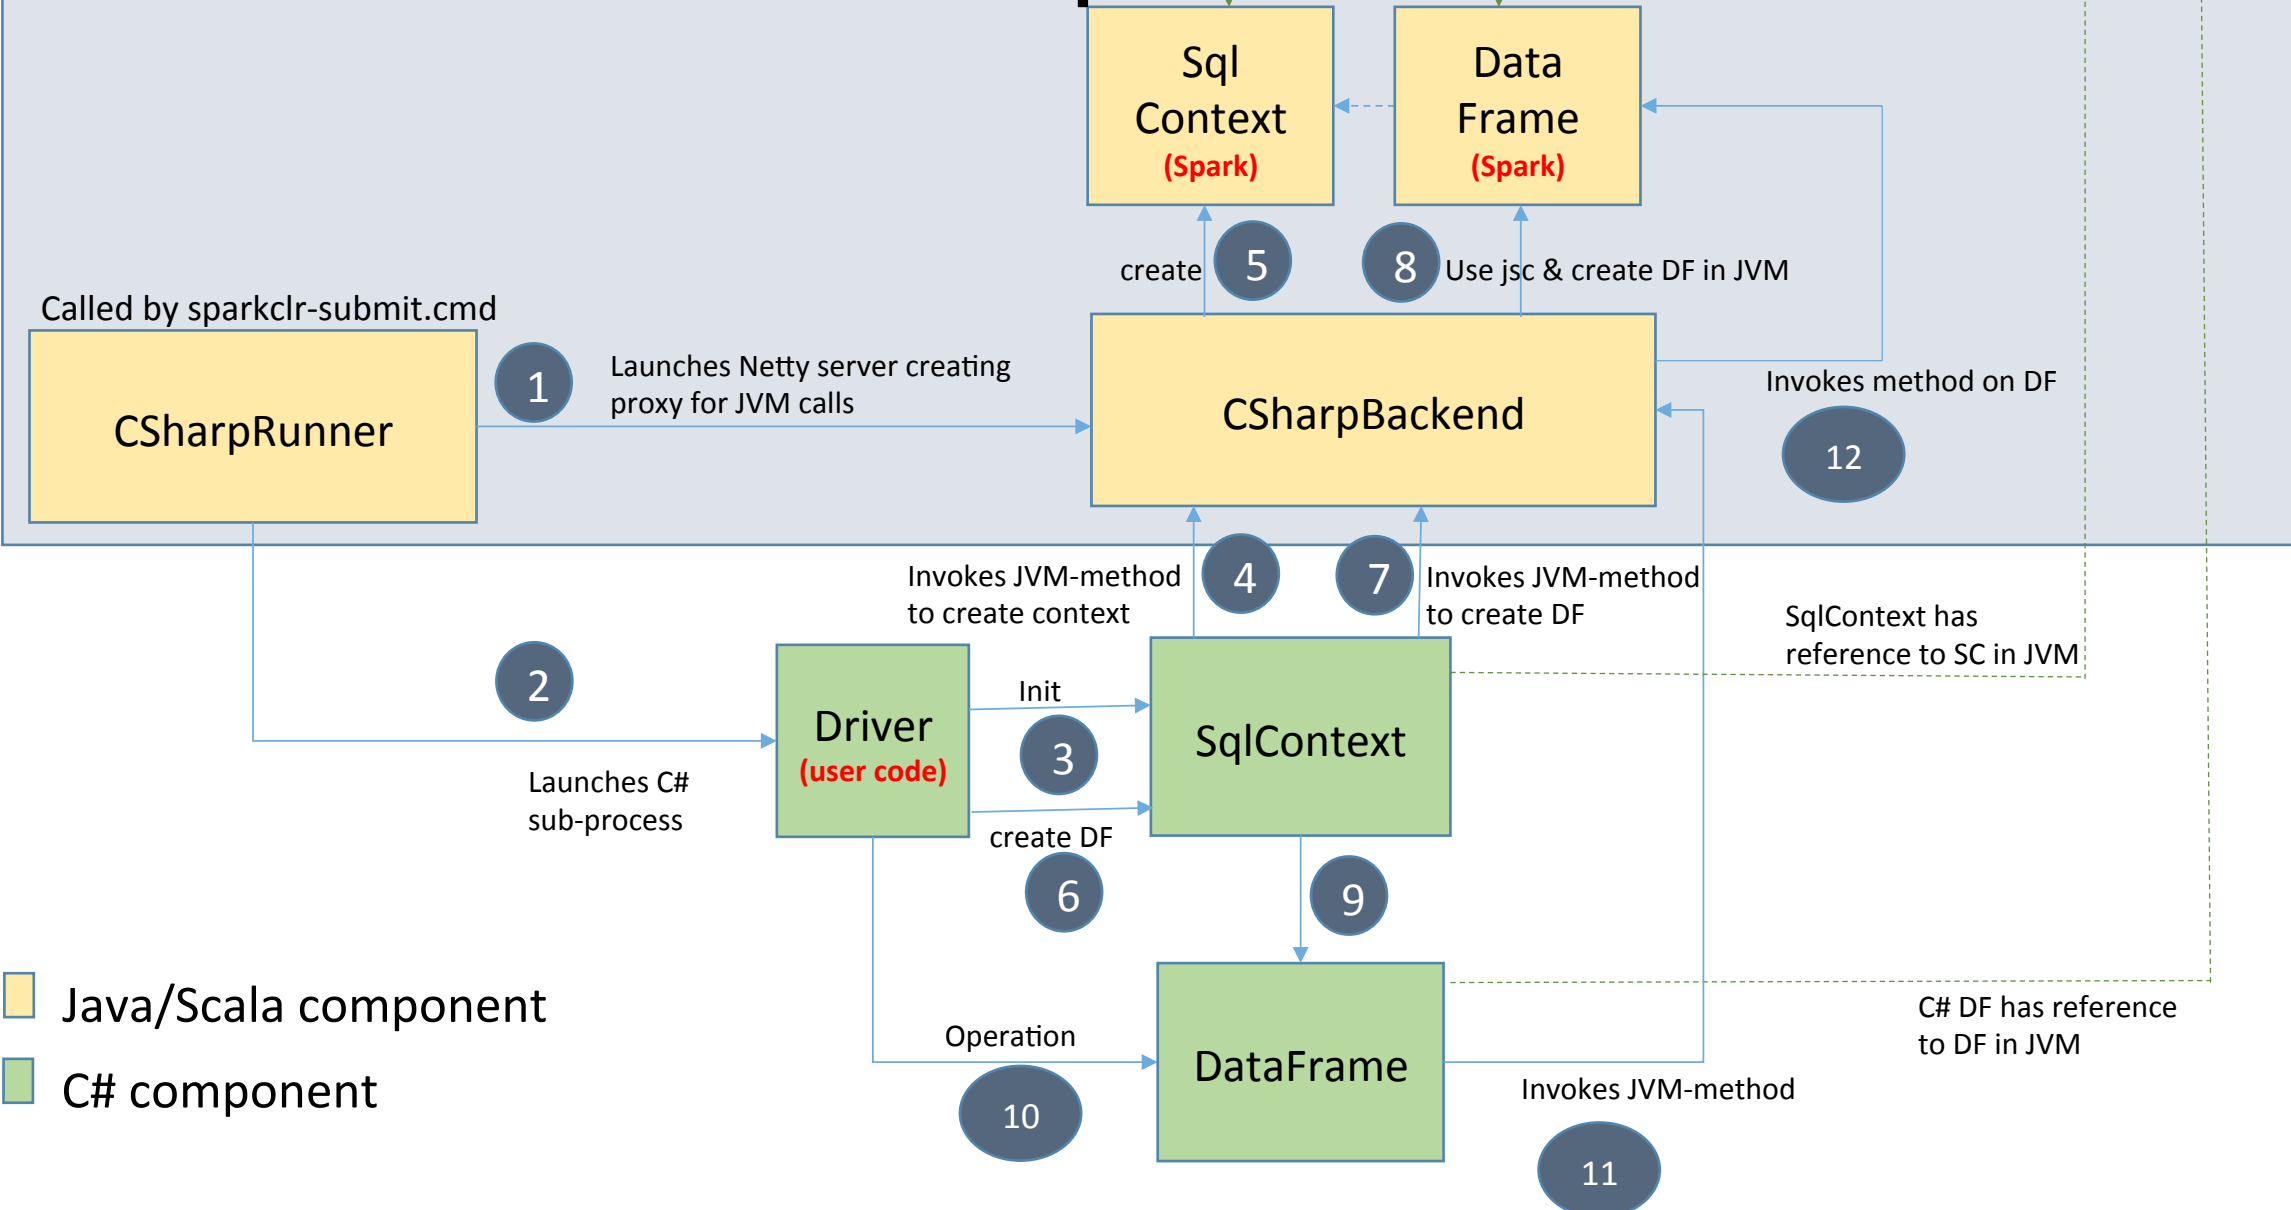 Sql
Context
(Spark)
Data
Frame
(Spark)
create
5
8
Use jsc & create DF in JVM
Called by sparkclr-submit.cmd
CSharpRunner
1
Launches Netty server creating
proxy for JVM calls
CSharpBackend
Invokes method on DF
12
Invokes JVM-method
to create context
4
7
Invokes JVM-method
to create DF
SqlContext has
reference to SC in JVM
2
Launches C#
sub-process
Driver
(user code)
Init
3
create DF
6
SqlContext
9
Java/Scala component
C# component
Operation
10
DataFrame
Invokes JVM-method
11
C# DF has reference
to DF in JVM